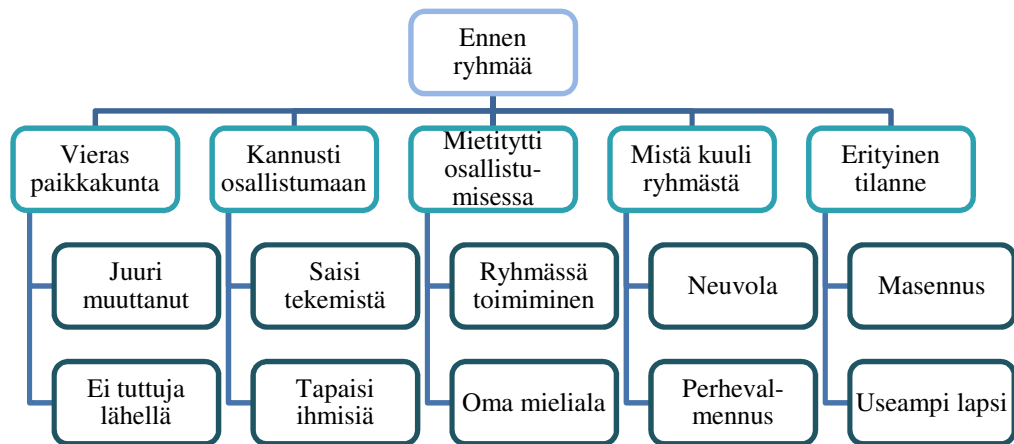 Ennen
ryhmää
Vieras
paikkakunta
Kannusti
osallistumaan
Mietitytti
osallistu-
misessa
Mistä kuuli
ryhmästä
Erityinen
tilanne
Juuri
muuttanut
Saisi
tekemistä
Ryhmässä
toimiminen
Neuvola
Masennus
Ei tuttuja
lähellä
Tapaisi
ihmisiä
Oma mieliala
Perheval-
mennus
Useampi lapsi